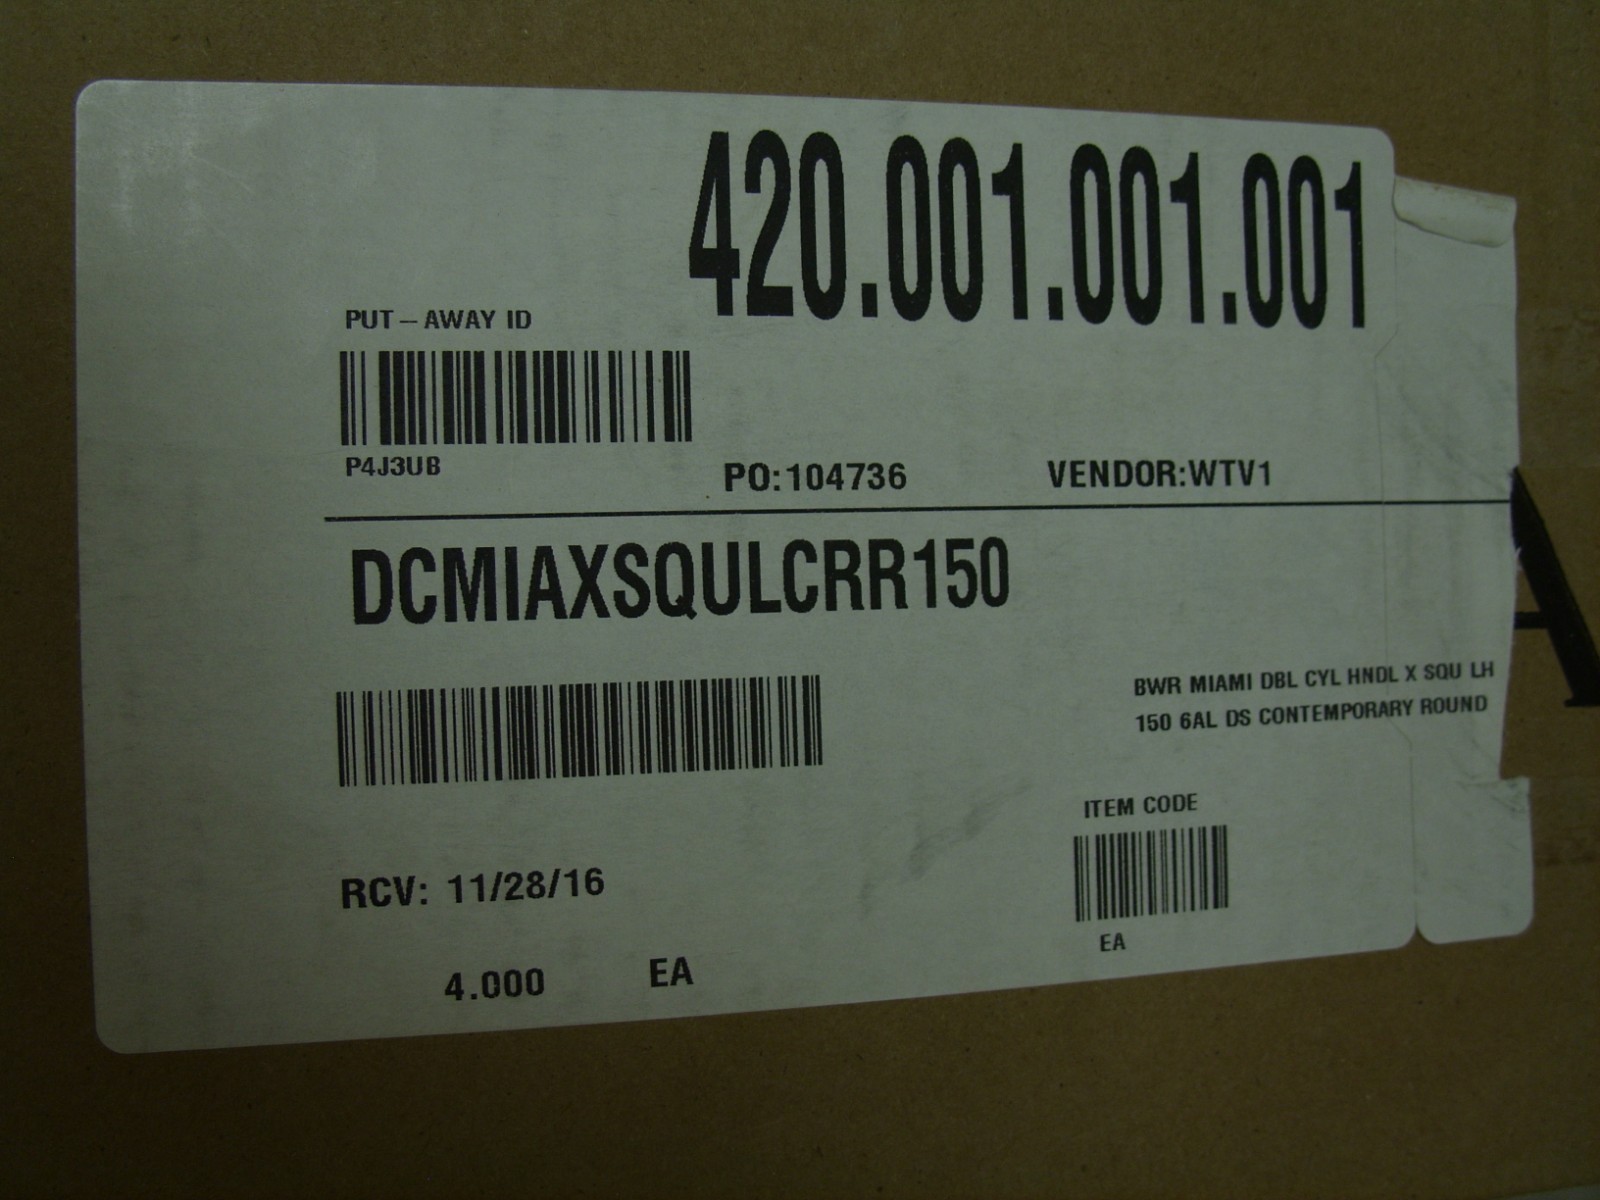 420.001.001.001
PUT-AWAY ID
P4J3UB
PO:104736 VENDOR:WTV1
DCMIAXSQULCRR150
BWR MIAMI DBL CYL HNDL X SQU LH
150 6AL DS CONTEMPORARY ROUND
ITEM CODE
RCV: 11/28/16
EA
4.000 EA
A